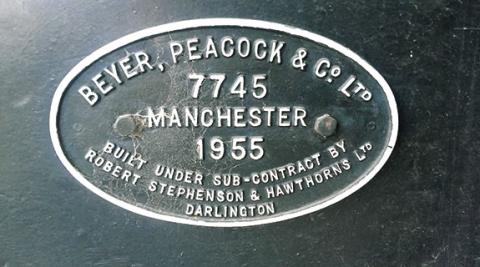 BEYER, PEACOCK & Co LTD
7745
MANCHESTER
1955
BUILT UNDER SUB-CONTRACT BY
ROBERT STEPHENSON & HAWTHORNS LTD
DARLINGTON